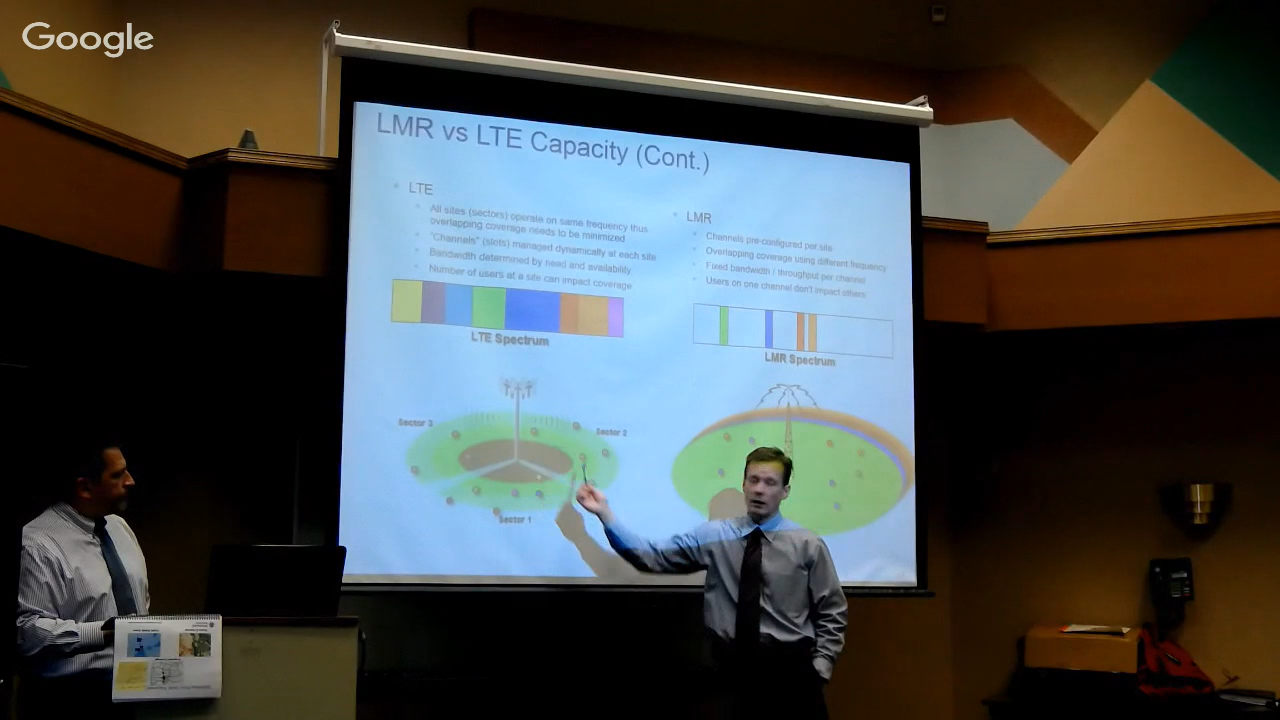 Google
LMR vs LTE Capacity (Cont.)
LTE
All sites (sectors) operate on same frequency thus
overlapping coverage needs to be minimized
"Channels" (slots) managed dynamically at each site
Bandwidth determined by need and availability
Number of users at a site can impact coverage
LTE Spectrum
Sector 3
Sector 2
Sector 1
LMR
Channels pre-configured per site
Overlapping coverage using different frequency
Fixed bandwidth / throughput per channel
Users on one channel don't impact others
LMR Spectrum